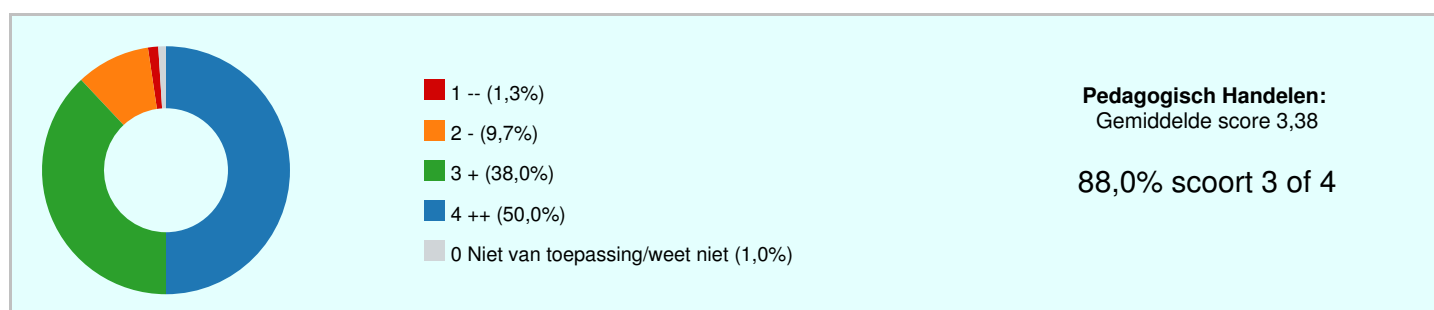 1 -- (1,3%)
2 - (9,7%)
3 + (38,0%)
4 ++ (50,0%)
0 Niet van toepassing/weet niet (1,0%)
Pedagogisch Handelen:
Gemiddelde score 3,38
88,0% scoort 3 of 4